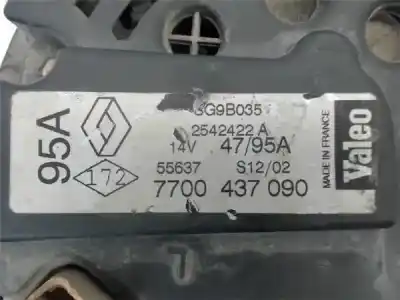 SG9B035
2542422 A
14V 47/95A
55637 S12/02
7700 437 090
95A
172
MADE IN FRANCE
Valeo